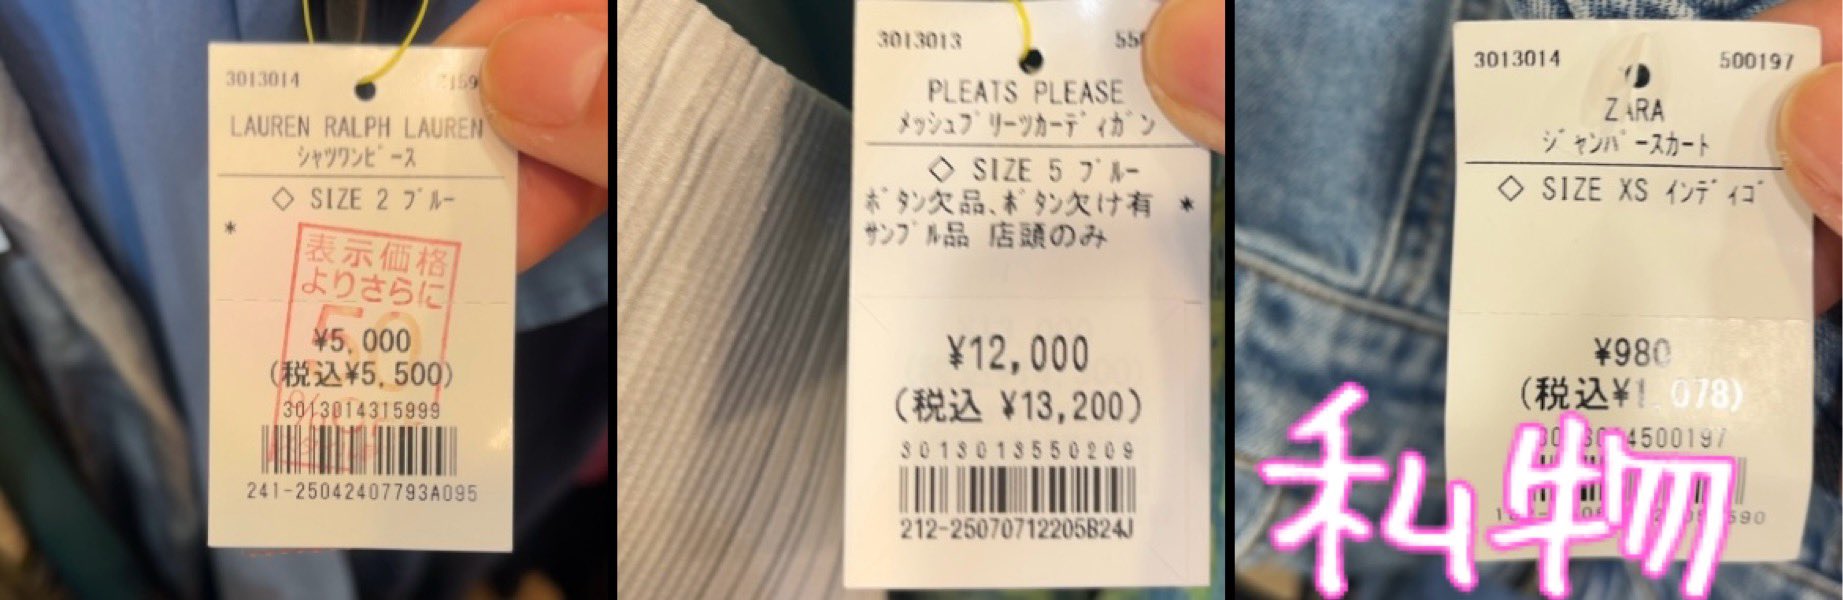 3013014
LAUREN RALPH LAUREN
シャツワンピース
◇ SIZE 2 ブルー
*
表示価格
よりさらに
50
¥5,000
(税込¥5,500)
3013014315999
241-25042407793A095
3013013
PLEATS PLEASE
メッシュプリーツカーディガン
◇ SIZE 5 ブルー
ボタン欠品、ボタン欠け有 *
サンプル品 店頭のみ
¥12,000
(税込 ¥13,200)
3013013550209
212-25070712205B24J
3013014 500197
ZARA
ジャンパースカート
◇ SIZE XS インディゴ
¥980
(税込¥1,078)
私物